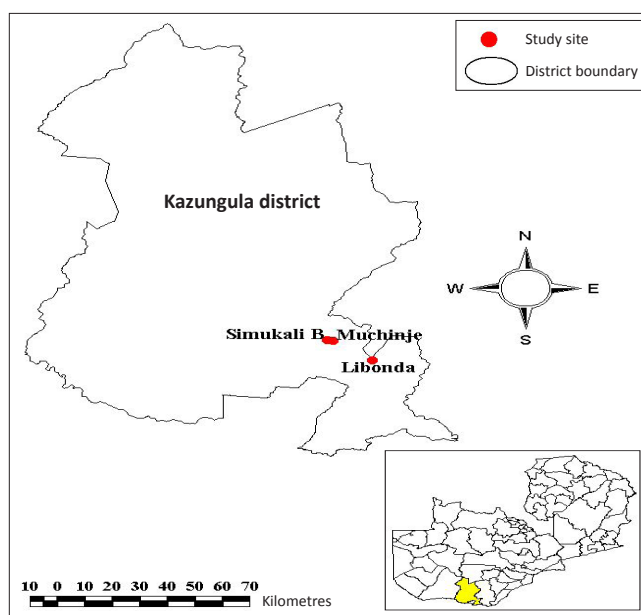 Study site
District boundary
Kazungula district
N
W E
S
Simukali B Muchinje
Libonda
10 0 10 20 30 40 50 60 70 Kilometres